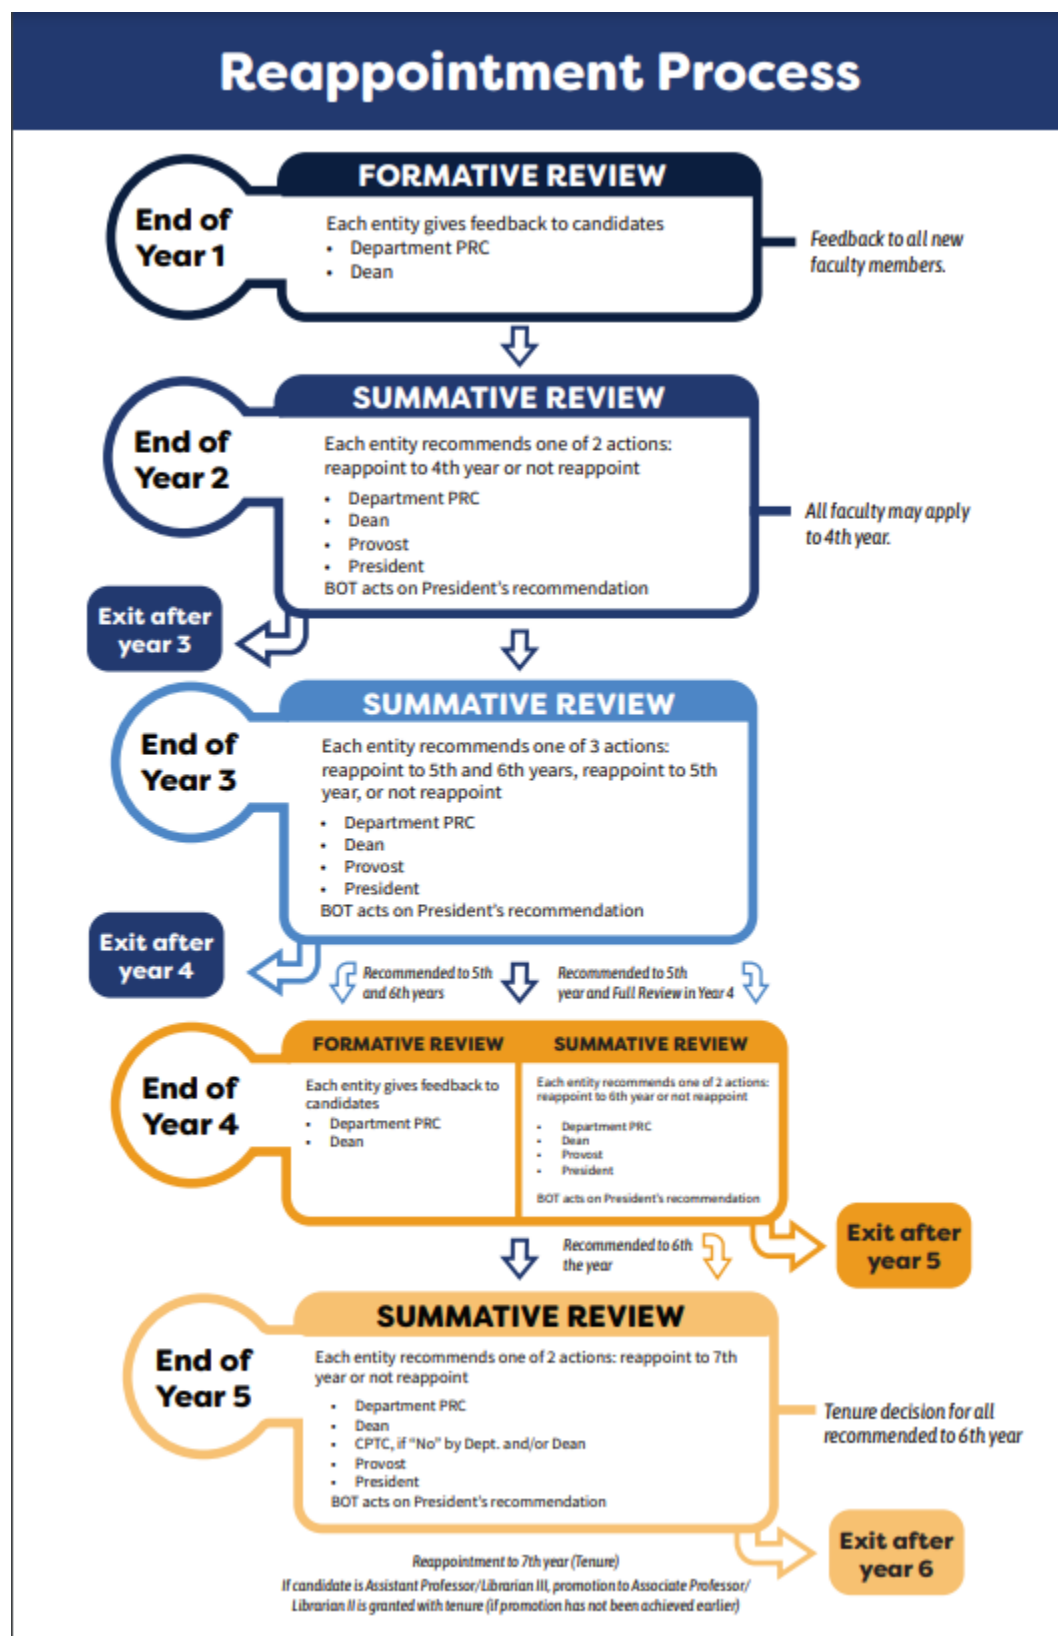 Reappointment Process
End of
Year 1
FORMATIVE REVIEW
Each entity gives feedback to candidates
• Department PRC
• Dean
Feedback to all new
faculty members.
End of
Year 2
SUMMATIVE REVIEW
Each entity recommends one of 2 actions:
reappoint to 4th year or not reappoint
• Department PRC
• Dean
• Provost
• President
BOT acts on President's recommendation
All faculty may apply
to 4th year.
Exit after
year 3
End of
Year 3
SUMMATIVE REVIEW
Each entity recommends one of 3 actions:
reappoint to 5th and 6th years, reappoint to 5th
year, or not reappoint
• Department PRC
• Dean
• Provost
• President
BOT acts on President's recommendation
Exit after
year 4
Recommended to 5th
and 6th years
Recommended to 5th
year and Full Review in Year 4
End of
Year 4
FORMATIVE REVIEW
Each entity gives feedback to
candidates
• Department PRC
• Dean
SUMMATIVE REVIEW
Each entity recommends one of 2 actions:
reappoint to 6th year or not reappoint
• Department PRC
• Dean
• Provost
• President
BOT acts on President's recommendation
Exit after
year 5
Recommended to 6th
the year
End of
Year 5
SUMMATIVE REVIEW
Each entity recommends one of 2 actions: reappoint to 7th
year or not reappoint
• Department PRC
• Dean
• CPTC, if "No" by Dept. and/or Dean
• Provost
• President
BOT acts on President's recommendation
Tenure decision for all
recommended to 6th year
Exit after
year 6
Reappointment to 7th year (Tenure)
If candidate is Assistant Professor/Librarian III, promotion to Associate Professor/
Librarian II is granted with tenure (if promotion has not been achieved earlier)